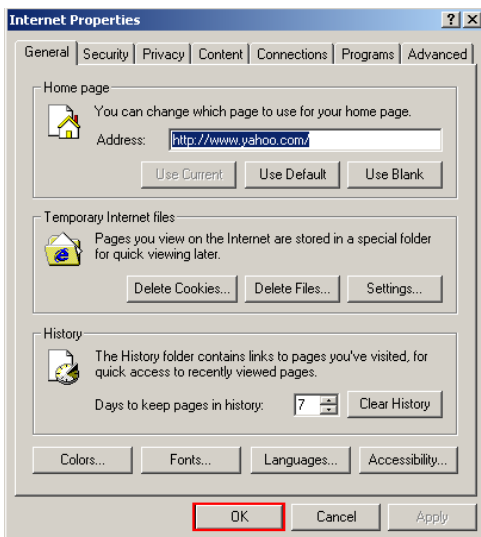 Internet Properties
General Security Privacy Content Connections Programs Advanced
Home page
You can change which page to use for your home page.
Address: http://www.yahoo.com/
Use Current Use Default Use Blank
Temporary Internet files
Pages you view on the Internet are stored in a special folder
for quick viewing later.
Delete Cookies... Delete Files... Settings...
History
The History folder contains links to pages you've visited, for
quick access to recently viewed pages.
Days to keep pages in history: 7 Clear History
Colors... Fonts... Languages... Accessibility...
OK Cancel Apply